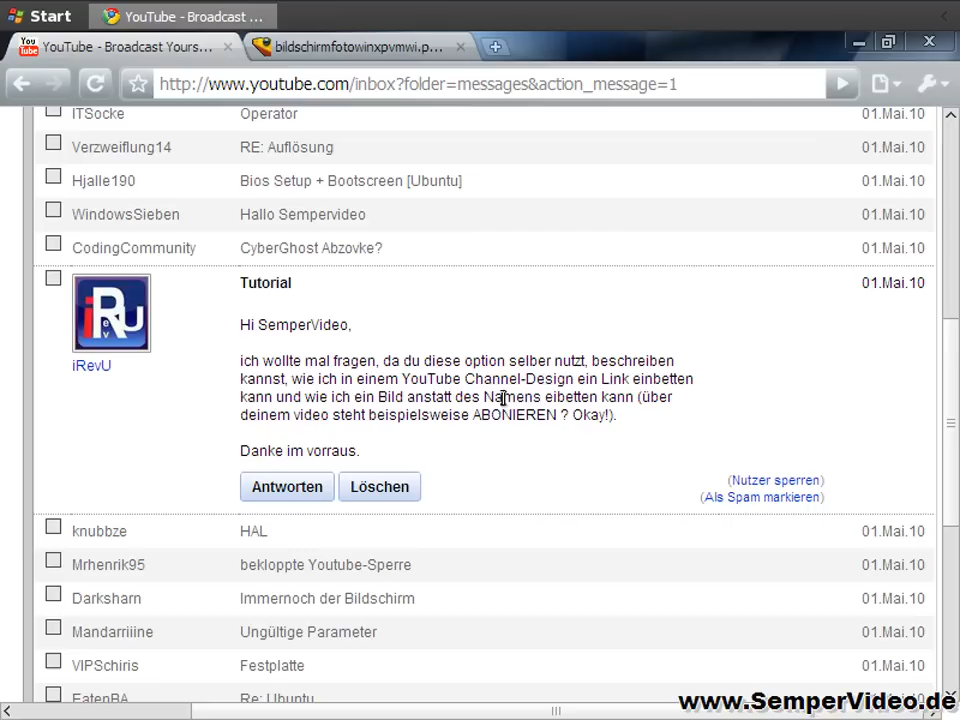 Start YouTube - Broadcast ...
You Tube YouTube - Broadcast Yours... bildschirmfotowinxpvmwi.p...
http://www.youtube.com/inbox?folder=messages&action_message=1
ITSocke Operator 01.Mai.10
Verzweiflung14 RE: Auflösung 01.Mai.10
Hjalle190 Bios Setup + Bootscreen [Ubuntu] 01.Mai.10
WindowsSieben Hallo Sempervideo 01.Mai.10
CodingCommunity CyberGhost Abzovke? 01.Mai.10
Tutorial 01.Mai.10
iRevU
Hi SemperVideo,
iRevU
ich wollte mal fragen, da du diese option selber nutzt, beschreiben
kannst, wie ich in einem YouTube Channel-Design ein Link einbetten
kann und wie ich ein Bild anstatt des Namens eibetten kann (über
deinem video steht beispielsweise ABONIEREN ? Okay!).
Danke im vorraus.
Antworten Löschen (Nutzer sperren)
(Als Spam markieren)
knubbze HAL 01.Mai.10
Mrhenrik95 bekloppte Youtube-Sperre 01.Mai.10
Darksharn Immernoch der Bildschirm 01.Mai.10
Mandarriiine Ungültige Parameter 01.Mai.10
VIPSchiris Festplatte 01.Mai.10
EatenBA Re: Ubuntu
www.SemperVideo.de